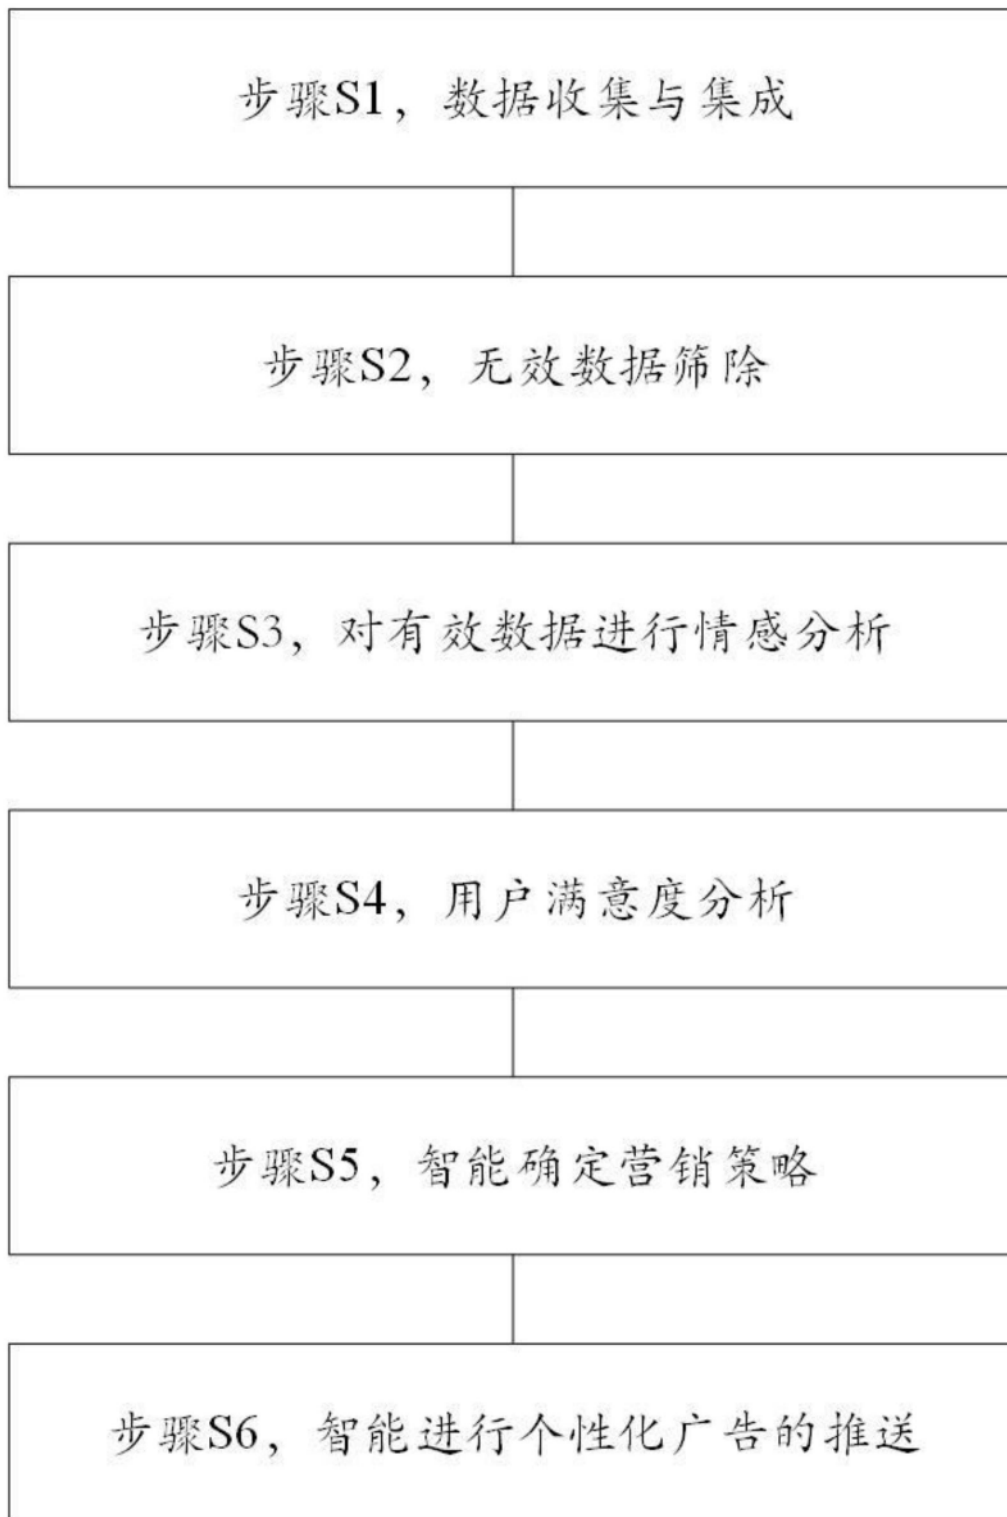 步骤S1，数据收集与集成
步骤S2，无效数据筛除
步骤S3，对有效数据进行情感分析
步骤S4，用户满意度分析
步骤S5，智能确定营销策略
步骤S6，智能进行个性化广告的推送